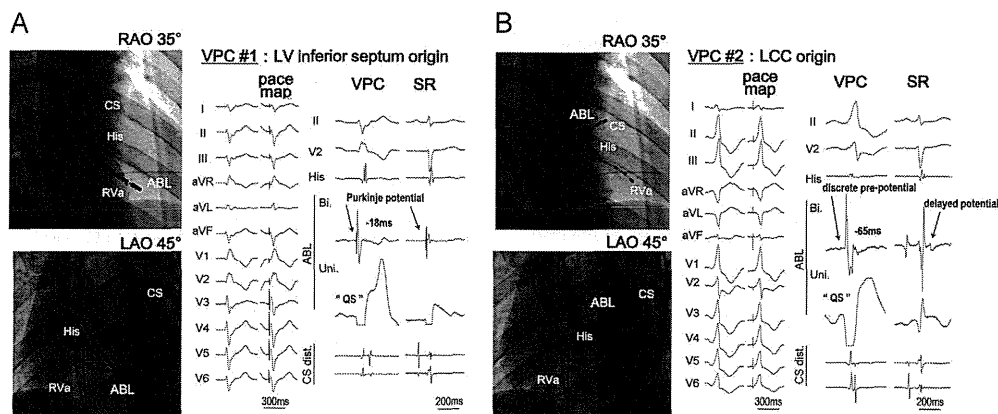 A
RAO 35°
CS
His
ABL
RVa
LAO 45°
CS
His
RVa
ABL
VPC #1 : LV inferior septum origin
pace map
VPC
SR
I
II
III
aVR
aVL
aVF
V1
V2
V3
V4
V5
V6
300ms
II
V2
His
Purkinje potential
Bi.
-18ms
ABL
Uni.
"QS"
CS dist.
200ms
B
RAO 35°
ABL
CS
His
RVa
LAO 45°
CS
ABL
His
RVa
VPC #2 : LCC origin
pace map
VPC
SR
I
II
III
aVR
aVL
aVF
V1
V2
V3
V4
V5
V6
300ms
II
V2
His
discrete pre-potential
delayed potential
Bi.
-65ms
ABL
Uni.
"QS"
CS dist.
200ms